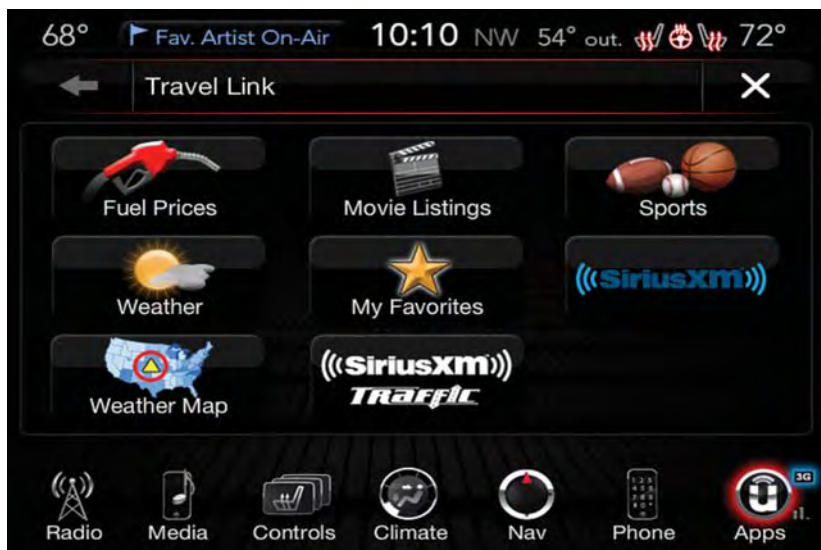 68° Fav. Artist On-Air 10:10 NW 54° out. 72°
Travel Link
Fuel Prices Movie Listings Sports
Weather My Favorites ((SiriusXM))
Weather Map (((SiriusXM)))
Traffic
3G
Radio Media Controls Climate Nav Phone Apps